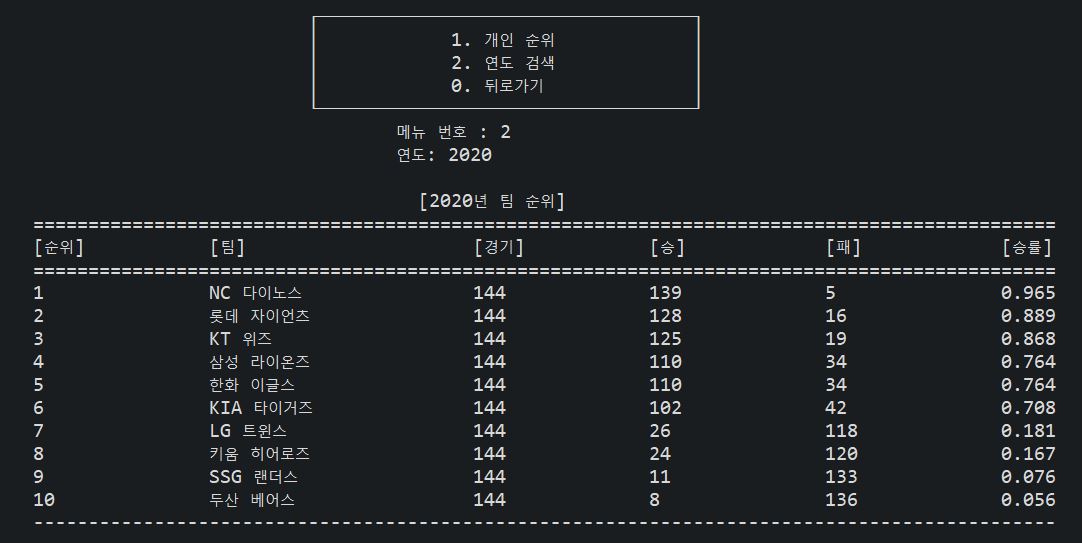 1. 개인 순위
2. 연도 검색
0. 뒤로가기
메뉴 번호 : 2
연도: 2020
[2020년 팀 순위]
=============================================================================================
[순위] [팀] [경기] [승] [패] [승률]
=============================================================================================
1 NC 다이노스 144 139 5 0.965
2 롯데 자이언츠 144 128 16 0.889
3 KT 위즈 144 125 19 0.868
4 삼성 라이온즈 144 110 34 0.764
5 한화 이글스 144 110 34 0.764
6 KIA 타이거즈 144 102 42 0.708
7 LG 트윈스 144 26 118 0.181
8 키움 히어로즈 144 24 120 0.167
9 SSG 랜더스 144 11 133 0.076
10 두산 베어스 144 8 136 0.056
---------------------------------------------------------------------------------------------